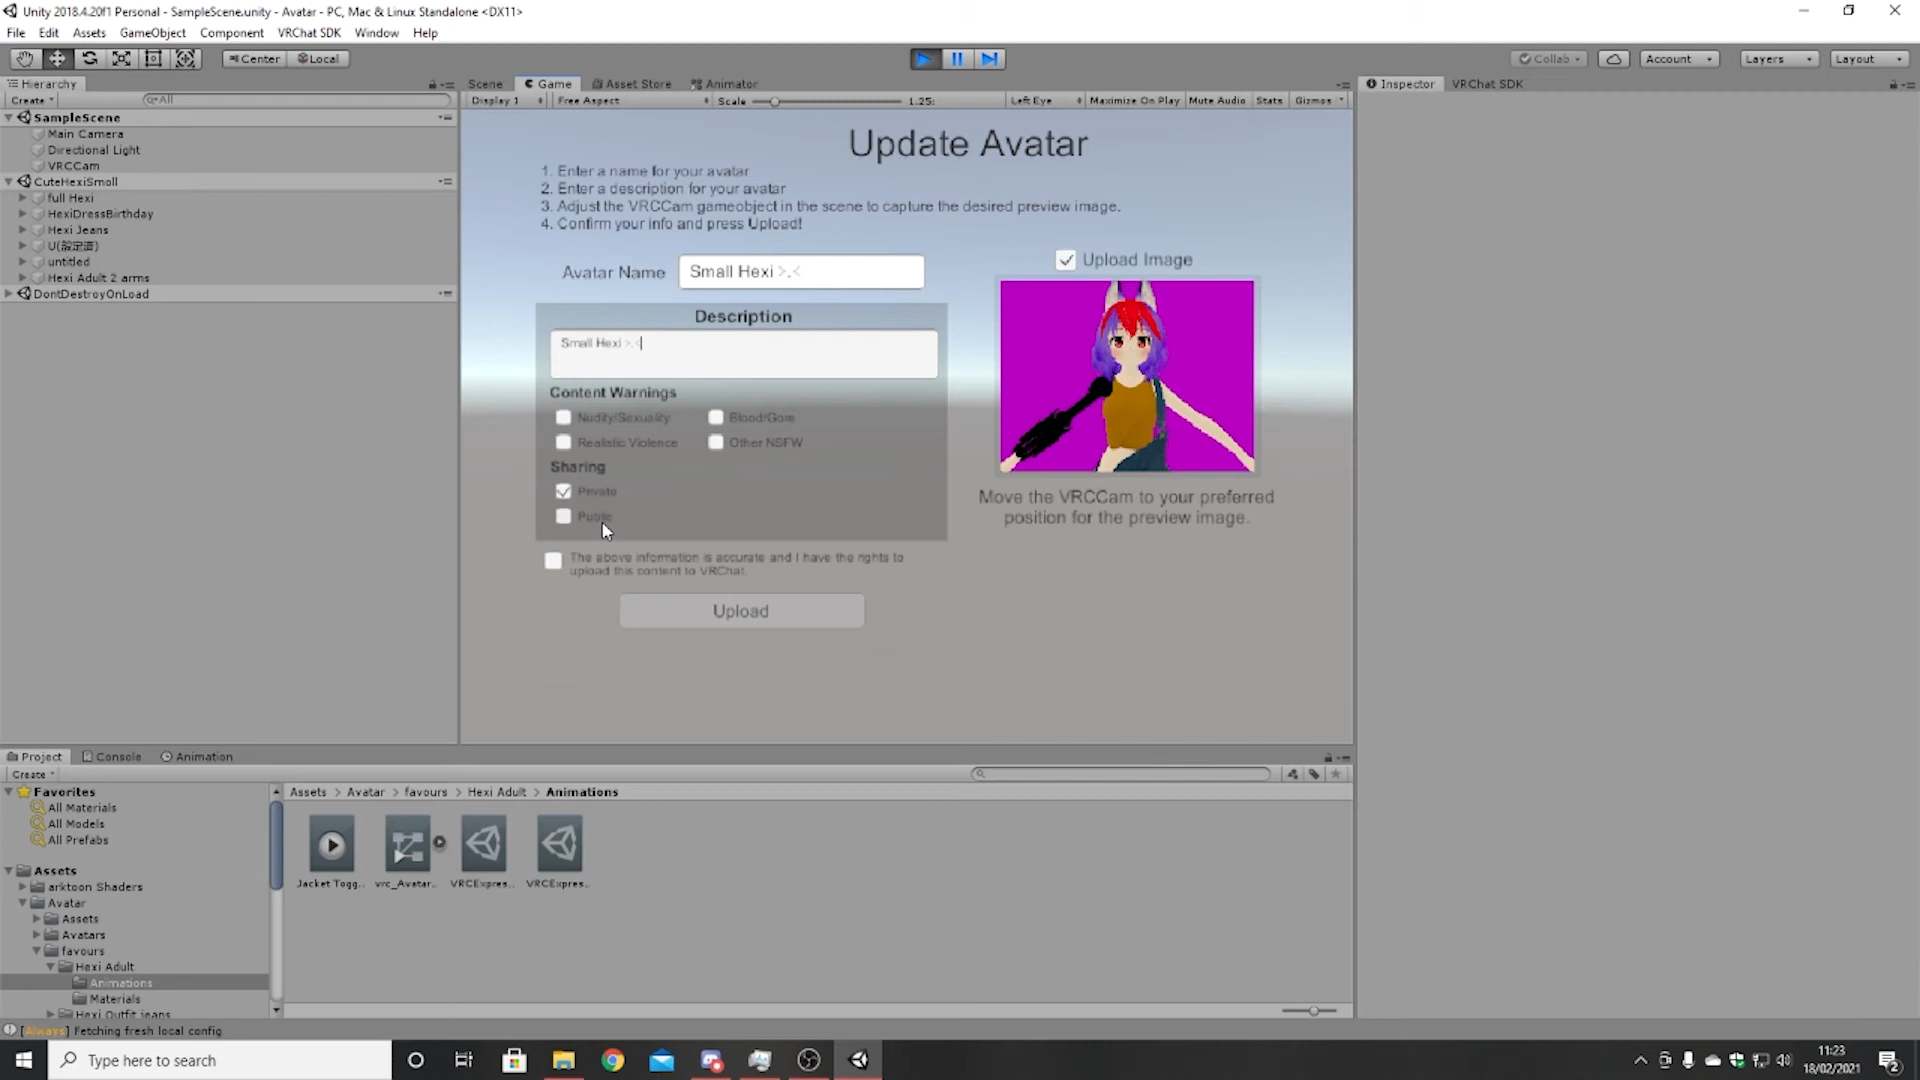 Unity 2018.4.20f1 Personal - SampleScene.unity - Avatar - PC, Mac & Linux Standalone <DX11>
File Edit Assets GameObject Component VRChat SDK Window Help
Center Local Collab Account Layers Layout
Hierarchy
Create All
SampleScene
Main Camera
Directional Light
VRCCam
CuteHexiSmall
full Hexi
HexiDressBirthday
Hexi Jeans
U(設定済)
untitled
Hexi Adult 2 arms
DontDestroyOnLoad
Scene Game Asset Store Animator
Display 1 Free Aspect Scale 1.25: Left Eye Maximize On Play Mute Audio Stats Gizmos
Update Avatar
1. Enter a name for your avatar
2. Enter a description for your avatar
3. Adjust the VRCCam gameobject in the scene to capture the desired preview image.
4. Confirm your info and press Upload!
Avatar Name Small Hexi >.<
Upload Image
Description
Small Hexi >.<
Content Warnings
Nudity/Sexuality Blood/Gore
Realistic Violence Other NSFW
Sharing
Private
Public
The above information is accurate and I have the rights to
upload this content to VRChat.
Upload
Move the VRCCam to your preferred
position for the preview image.
Inspector VRChat SDK
Project Console Animation
Create
Favorites
All Materials
All Models
All Prefabs
Assets
arktoon Shaders
Avatar
Assets
Avatars
favours
Hexi Adult
Animations
Materials
Hexi Outfit jeans
Assets > Avatar > favours > Hexi Adult > Animations
Jacket Togg.. vrc_Avatar.. VRCExpres.. VRCExpres..
[Always] Fetching fresh local config
Type here to search
11:23
18/02/2021
2